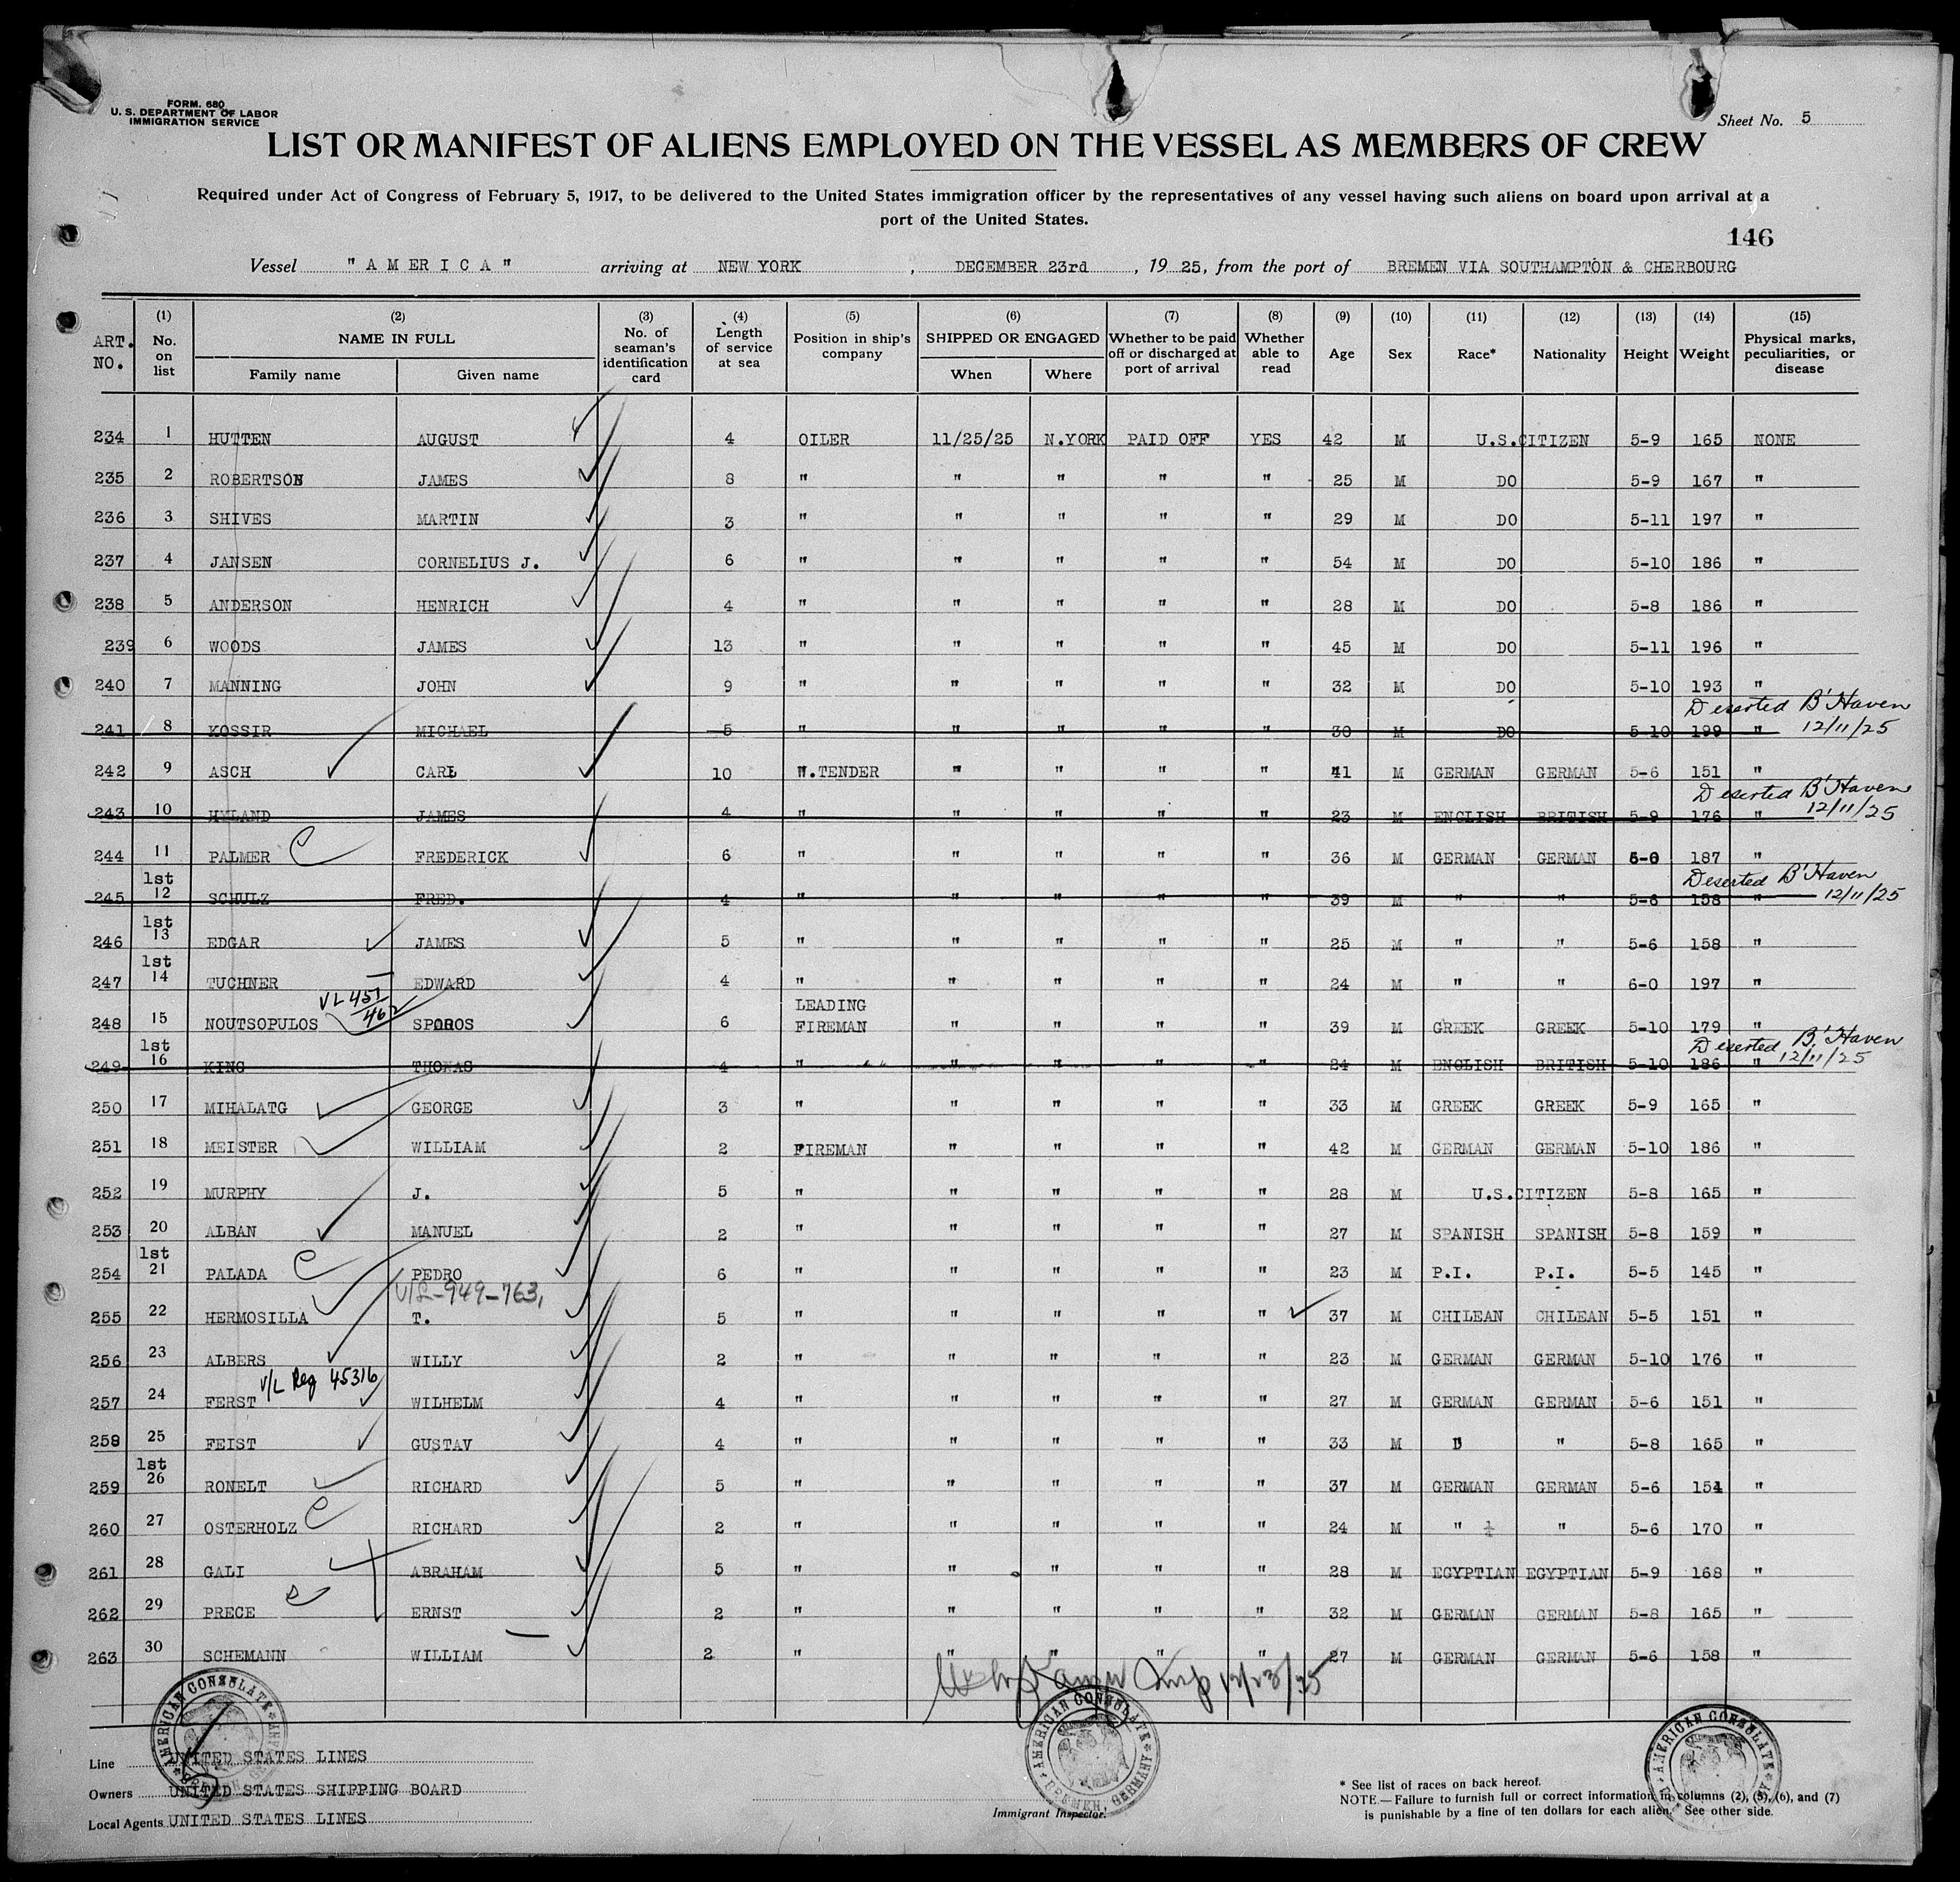 FORM. 680
U. S. DEPARTMENT OF LABOR
IMMIGRATION SERVICE
Sheet No. 5
LIST OR MANIFEST OF ALIENS EMPLOYED ON THE VESSEL AS MEMBERS OF CREW
Required under Act of Congress of February 5, 1917, to be delivered to the United States immigration officer by the representatives of any vessel having such aliens on board upon arrival at a
port of the United States.
146
Vessel "AMERICA" arriving at NEW YORK, DECEMBER 23rd, 1925, from the port of BREMEN VIA SOUTHAMPTON & CHERBOURG
ART. NO. (1) No. on list (2) NAME IN FULL Family name Given name (3) No. of seaman's identification card (4) Length of service at sea (5) Position in ship's company (6) SHIPPED OR ENGAGED When Where (7) Whether to be paid off or discharged at port of arrival (8) Whether able to read (9) Age (10) Sex (11) Race* (12) Nationality (13) Height (14) Weight (15) Physical marks, peculiarities, or disease
234 1 HUTTEN AUGUST 4 OILER 11/25/25 N.YORK PAID OFF YES 42 M U.S.CITIZEN 5-9 165 NONE
235 2 ROBERTSON JAMES 8 " " " " " 25 M DO 5-9 167 "
236 3 SHIVES MARTIN 3 " " " " " 29 M DO 5-11 197 "
237 4 JANSEN CORNELIUS J. 6 " " " " " 54 M DO 5-10 186 "
238 5 ANDERSON HENRICH 4 " " " " " 28 M DO 5-8 186 "
239 6 WOODS JAMES 13 " " " " " 45 M DO 5-11 196 "
240 7 MANNING JOHN 9 " " " " " 32 M DO 5-10 193 "
Deserted B'Haven
241 8 KOSSIR MICHAEL 5 " " " " " 30 M DO 5-10 199 " 12/11/25
242 9 ASCH CARL 10 W.TENDER " " " " 41 M GERMAN GERMAN 5-6 151 "
Deserted B'Haven
243 10 HYLAND JAMES 4 " " " " " 23 M ENGLISH BRITISH 5-9 176 " 12/11/25
244 11 PALMER FREDERICK 6 " " " " " 36 M GERMAN GERMAN 6-0 187 "
Deserted B'Haven
245 1st 12 SCHULZ FRED. 4 " " " " " 39 M " " 5-6 158 " 12/11/25
246 1st 13 EDGAR JAMES 5 " " " " " 25 M " " 5-6 158 "
247 1st 14 TUCHNER EDWARD 4 " " " " " 24 M " " 6-0 197 "
VL 451/462
248 15 NOUTSOPULOS SPOROS 6 LEADING FIREMAN " " " " 39 M GREEK GREEK 5-10 179 "
Deserted B'Haven
249 1st 16 KING THOMAS 4 " " " " " 24 M ENGLISH BRITISH 5-10 186 " 12/11/25
250 17 MIHALATG GEORGE 3 " " " " " 33 M GREEK GREEK 5-9 165 "
251 18 MEISTER WILLIAM 2 FIREMAN " " " " 42 M GERMAN GERMAN 5-10 186 "
252 19 MURPHY J. 5 " " " " " 28 M U.S.CITIZEN 5-8 165 "
253 20 ALBAN MANUEL 2 " " " " " 27 M SPANISH SPANISH 5-8 159 "
254 1st 21 PALADA PEDRO 6 " " " " " 23 M P.I. P.I. 5-5 145 "
V/L-949-763,
255 22 HERMOSILLA T. 5 " " " " " 37 M CHILEAN CHILEAN 5-5 151 "
256 23 ALBERS WILLY 2 " " " " " 23 M GERMAN GERMAN 5-10 176 "
V/L Reg 45316
257 24 FERST WILHELM 4 " " " " " 27 M GERMAN GERMAN 5-6 151 "
258 25 FEIST GUSTAV 4 " " " " " 33 M " " 5-8 165 "
259 1st 26 RONELT RICHARD 5 " " " " " 37 M GERMAN GERMAN 5-6 154 "
260 27 OSTERHOLZ RICHARD 2 " " " " " 24 M " " 5-6 170 "
261 28 GALI ABRAHAM 5 " " " " " 28 M EGYPTIAN EGYPTIAN 5-9 168 "
262 29 PRECE ERNST 2 " " " " " 32 M GERMAN GERMAN 5-8 165 "
263 30 SCHEMANN WILLIAM 2 " " " " " 27 M GERMAN GERMAN 5-6 158 "
Insp 12/23/25
AMERICAN CONSULATE BREMEN, GERMANY
AMERICAN CONSULATE BREMEN, GERMANY
AMERICAN CONSULATE
Line UNITED STATES LINES
Owners UNITED STATES SHIPPING BOARD
Local Agents UNITED STATES LINES
Immigrant Inspector.
* See list of races on back hereof.
NOTE.—Failure to furnish full or correct information in columns (2), (5), (6), and (7)
is punishable by a fine of ten dollars for each alien. See other side.